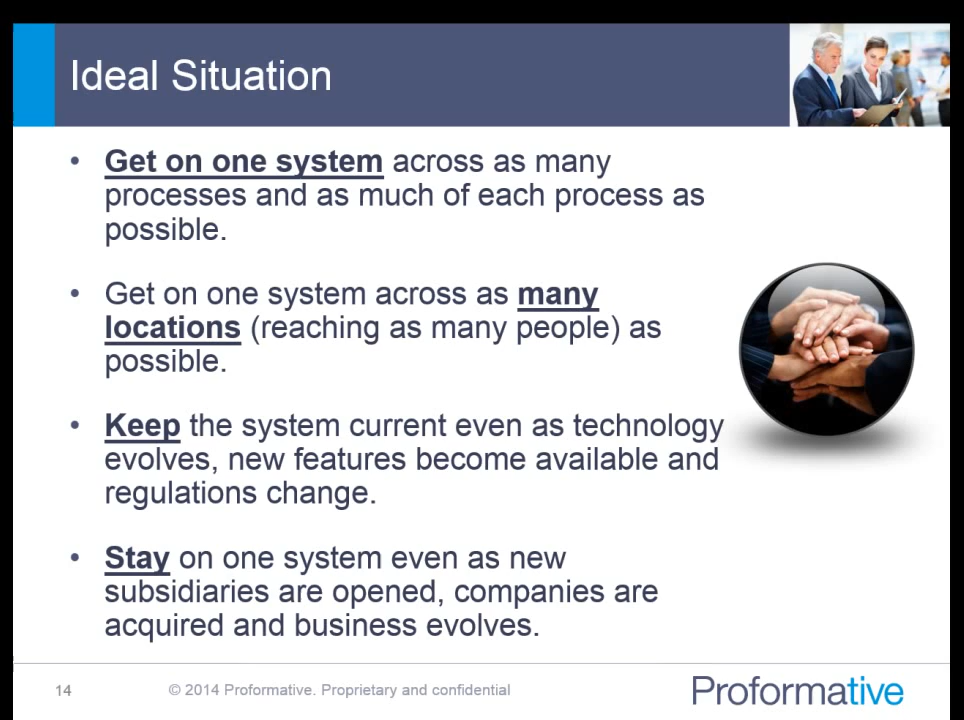 Ideal Situation
• Get on one system across as many
processes and as much of each process as
possible.
• Get on one system across as many
locations (reaching as many people) as
possible.
• Keep the system current even as technology
evolves, new features become available and
regulations change.
• Stay on one system even as new
subsidiaries are opened, companies are
acquired and business evolves.
14
© 2014 Proformative. Proprietary and confidential
Proformative